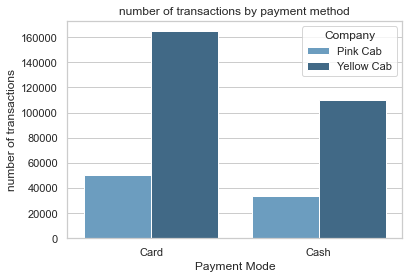 number of transactions by payment method
160000
140000
120000
100000
80000
60000
40000
20000
0
number of transactions
Company
Pink Cab
Yellow Cab
Card
Cash
Payment Mode